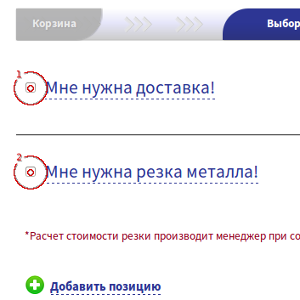 Корзина
Выбор
1
Мне нужна доставка!
2
Мне нужна резка металла!
*Расчет стоимости резки производит менеджер при со
Добавить позицию